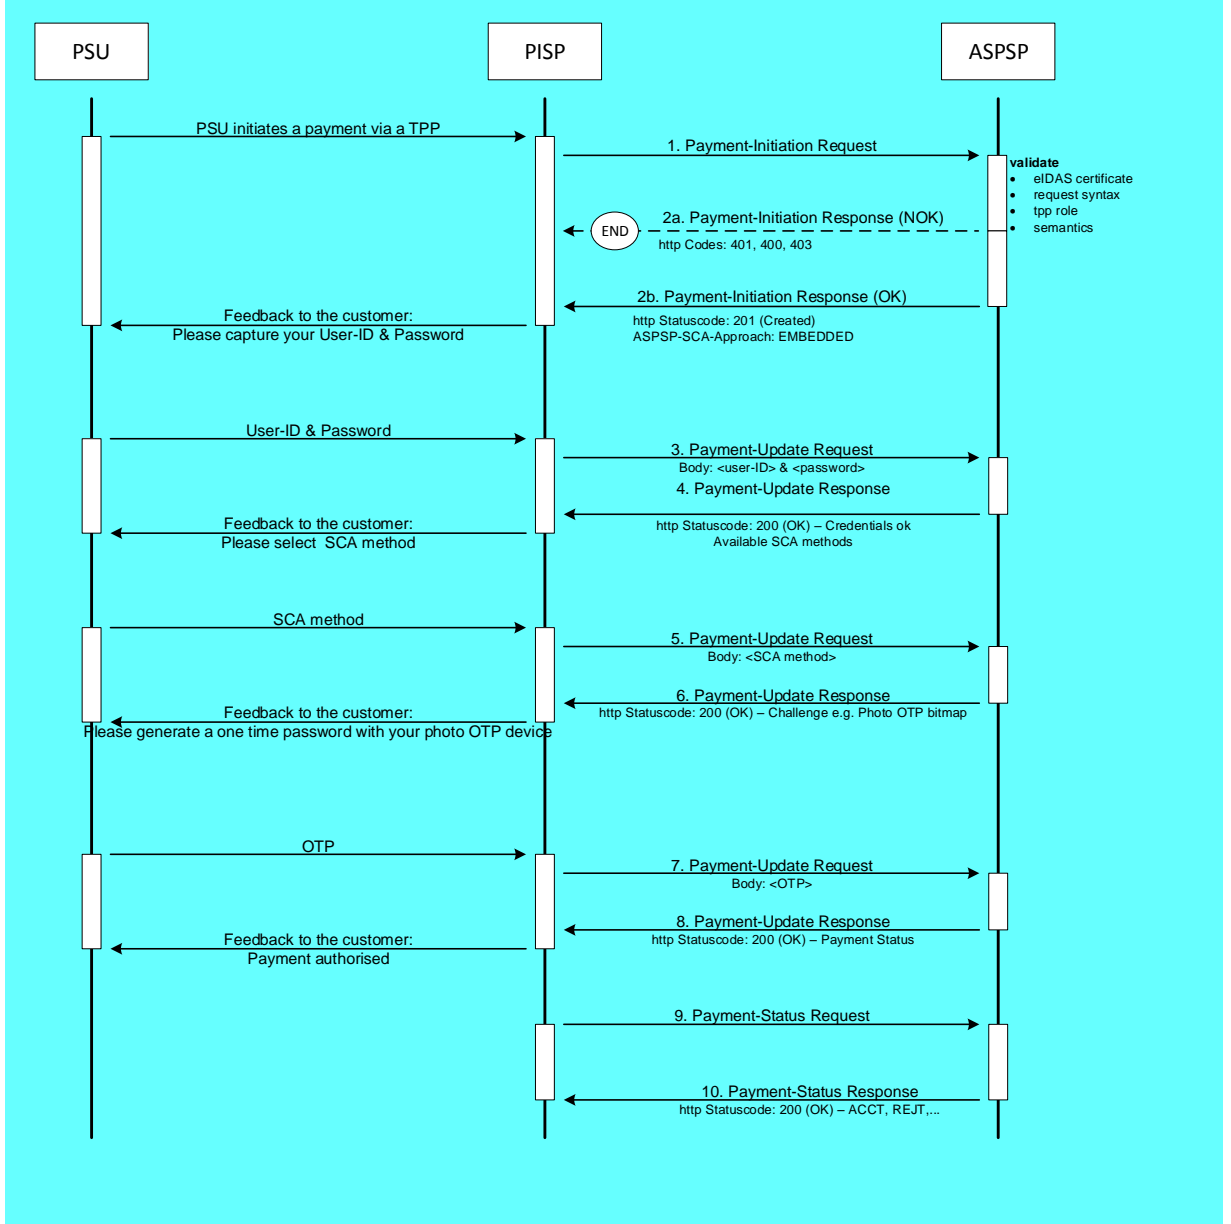 PSU
PISP
ASPSP
PSU initiates a payment via a TPP
1. Payment-Initiation Request
validate
• eIDAS certificate
• request syntax
• tpp role
• semantics
2a. Payment-Initiation Response (NOK)
END
http Codes: 401, 400, 403
2b. Payment-Initiation Response (OK)
http Statuscode: 201 (Created)
ASPSP-SCA-Approach: EMBEDDED
Feedback to the customer:
Please capture your User-ID & Password
User-ID & Password
3. Payment-Update Request
Body: <user-ID> & <password>
4. Payment-Update Response
http Statuscode: 200 (OK) – Credentials ok
Available SCA methods
Feedback to the customer:
Please select SCA method
SCA method
5. Payment-Update Request
Body: <SCA method>
6. Payment-Update Response
http Statuscode: 200 (OK) – Challenge e.g. Photo OTP bitmap
Feedback to the customer:
Please generate a one time password with your photo OTP device
OTP
7. Payment-Update Request
Body: <OTP>
8. Payment-Update Response
http Statuscode: 200 (OK) – Payment Status
Feedback to the customer:
Payment authorised
9. Payment-Status Request
10. Payment-Status Response
http Statuscode: 200 (OK) – ACCT, REJT,...